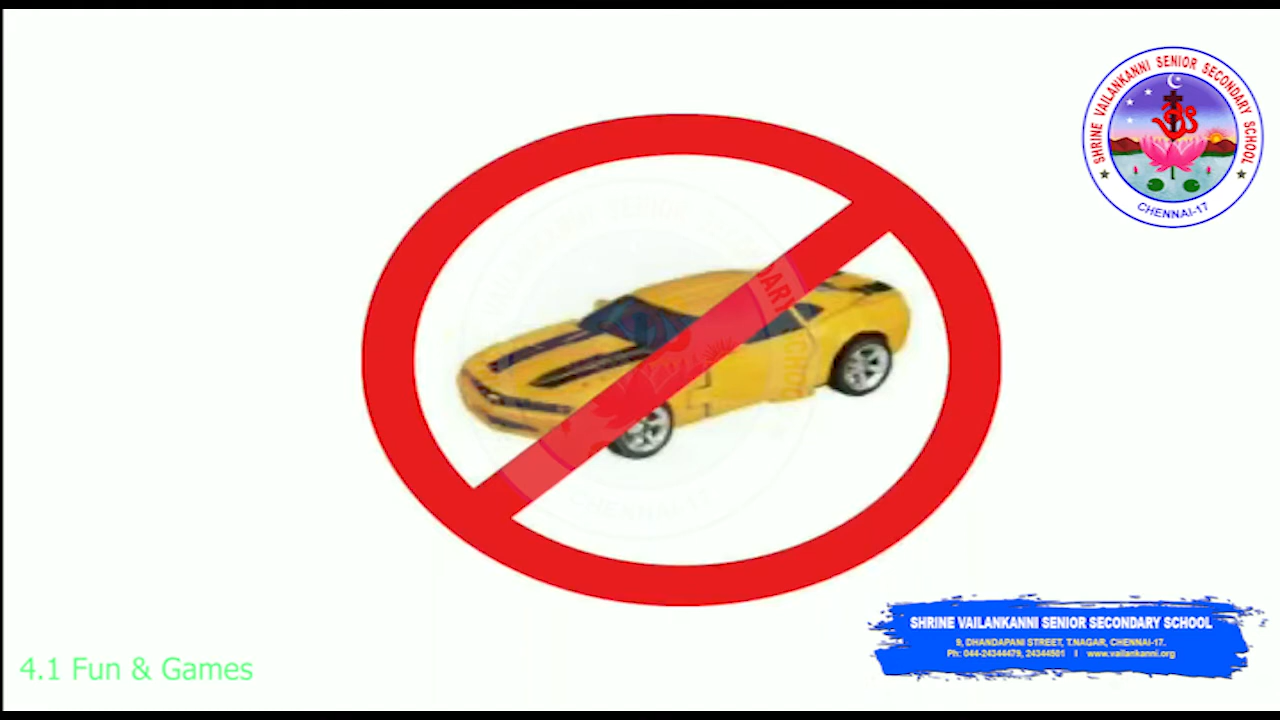 SHRINE VAILANKANNI SENIOR SECONDARY SCHOOL
CHENNAI-17
SHRINE VAILANKANNI SENIOR SECONDARY SCHOOL
9, DHANDAPANI STREET, T.NAGAR, CHENNAI-17.
Ph: 044-24344479, 24344501 I www.vailankanni.org
4.1 Fun & Games